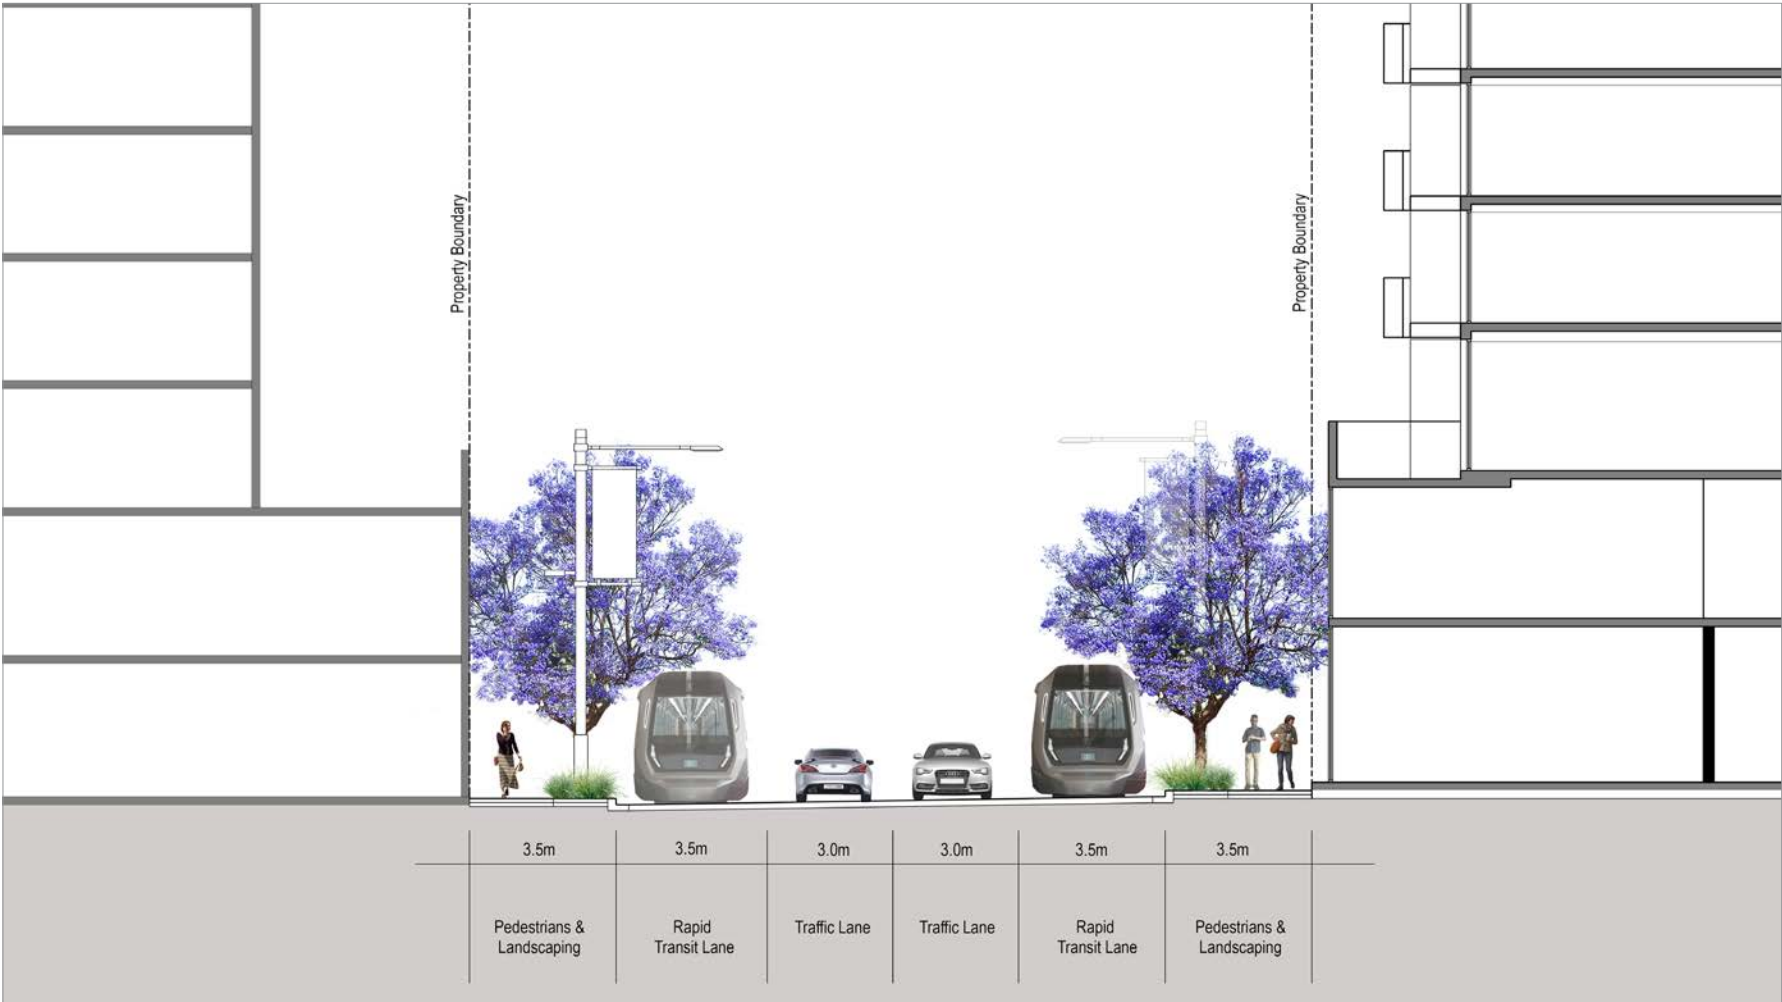 Property Boundary
Property Boundary
3.5m
3.5m
3.0m
3.0m
3.5m
3.5m
Pedestrians &
Landscaping
Rapid
Transit Lane
Traffic Lane
Traffic Lane
Rapid
Transit Lane
Pedestrians &
Landscaping